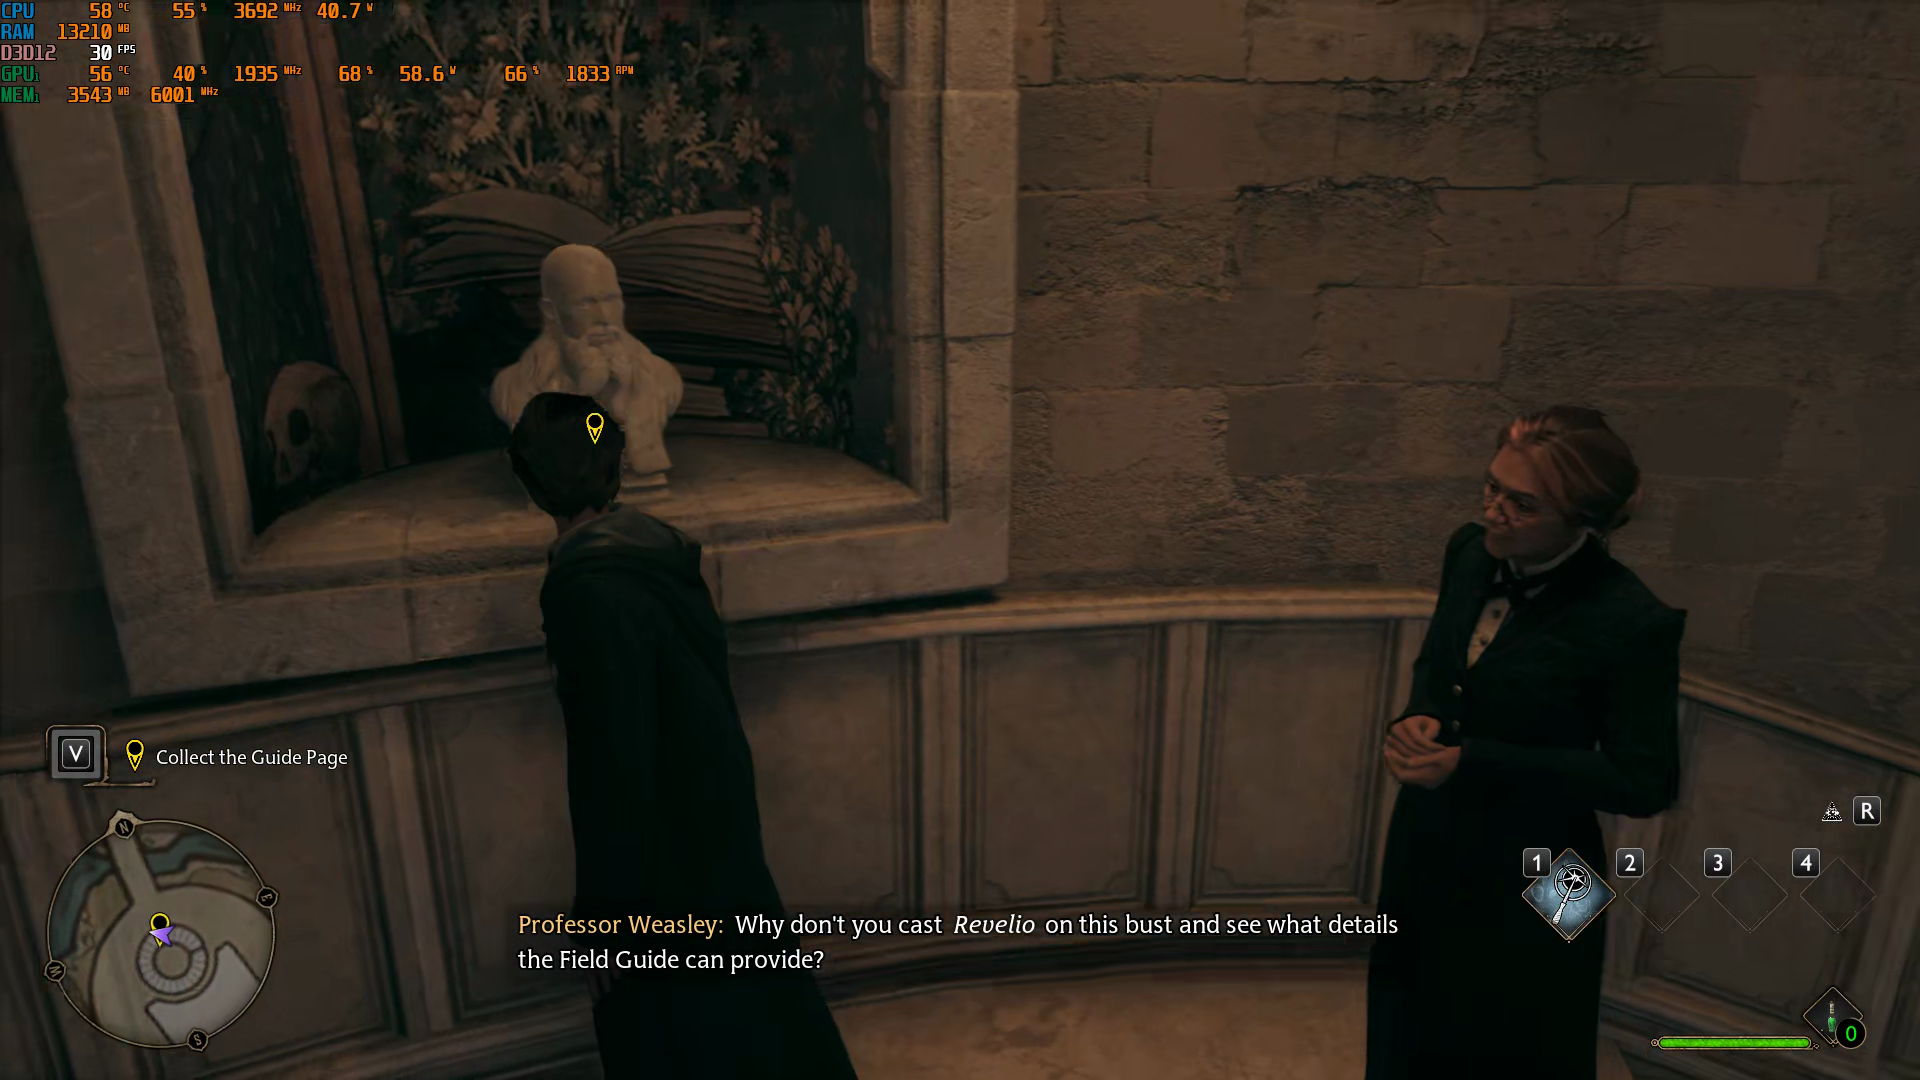 CPU 58 °C 55 % 3692 MHz 40.7 W
RAM 13210 MB
D3D12 30 FPS
GPU1 56 °C 40 % 1935 MHz 68 % 58.6 W 66 % 1833 RPM
MEM1 3543 MB 6001 MHz
V Collect the Guide Page
N
E
W
S
R
1 2 3 4
Professor Weasley: Why don't you cast Revelio on this bust and see what details
the Field Guide can provide?
0